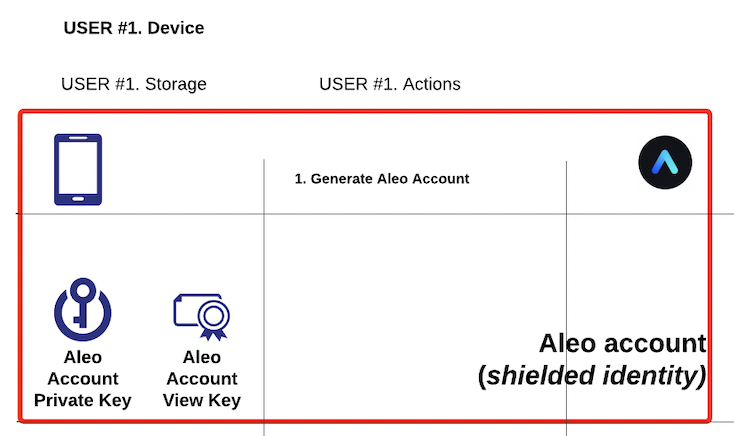 USER #1. Device
USER #1. Storage
USER #1. Actions
1. Generate Aleo Account
Aleo
Account
Private Key
Aleo
Account
View Key
Aleo account
(shielded identity)